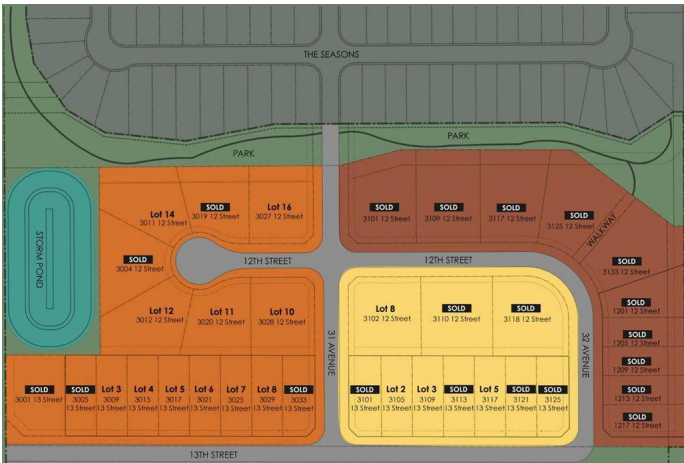 THE SEASONS
PARK
PARK
STORM POND
Lot 14
3011 12 Street
SOLD
3019 12 Street
Lot 16
3027 12 Street
SOLD
3004 12 Street
12TH STREET
Lot 12
3012 12 Street
Lot 11
3020 12 Street
Lot 10
3028 12 Street
SOLD
3001 13 Street
SOLD
3005
13 Street
Lot 3
3009
13 Street
Lot 4
3015
13 Street
Lot 5
3017
13 Street
Lot 6
3021
13 Street
Lot 7
3025
13 Street
Lot 8
3029
13 Street
SOLD
3033
13 Street
31 AVENUE
SOLD
3101 12 Street
SOLD
3109 12 Street
SOLD
3117 12 Street
SOLD
3125 12 Street
WALKWAY
12TH STREET
SOLD
3133 12 Street
SOLD
1201 12 Street
SOLD
1205 12 Street
SOLD
1209 12 Street
SOLD
1213 12 Street
SOLD
1217 12 Street
Lot 8
3102 12 Street
SOLD
3110 12 Street
SOLD
3118 12 Street
SOLD
3101
13 Street
Lot 2
3105
13 Street
Lot 3
3109
13 Street
SOLD
3113
13 Street
Lot 5
3117
13 Street
SOLD
3121
13 Street
SOLD
3125
13 Street
32 AVENUE
13TH STREET